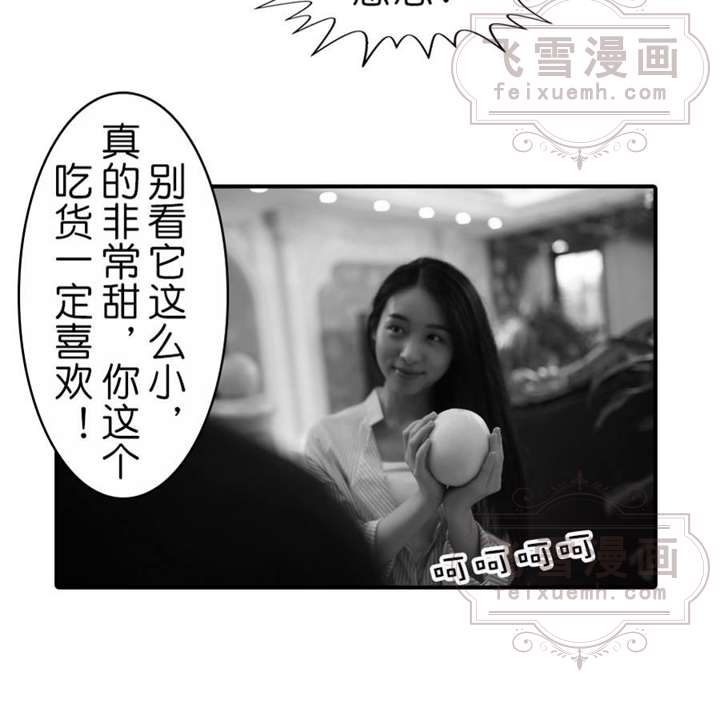 飞雪漫画
feixuemh.com
别看它这么小，
真的非常甜，你这个
吃货一定喜欢！
呵呵呵呵
飞雪漫画
feixuemh.com